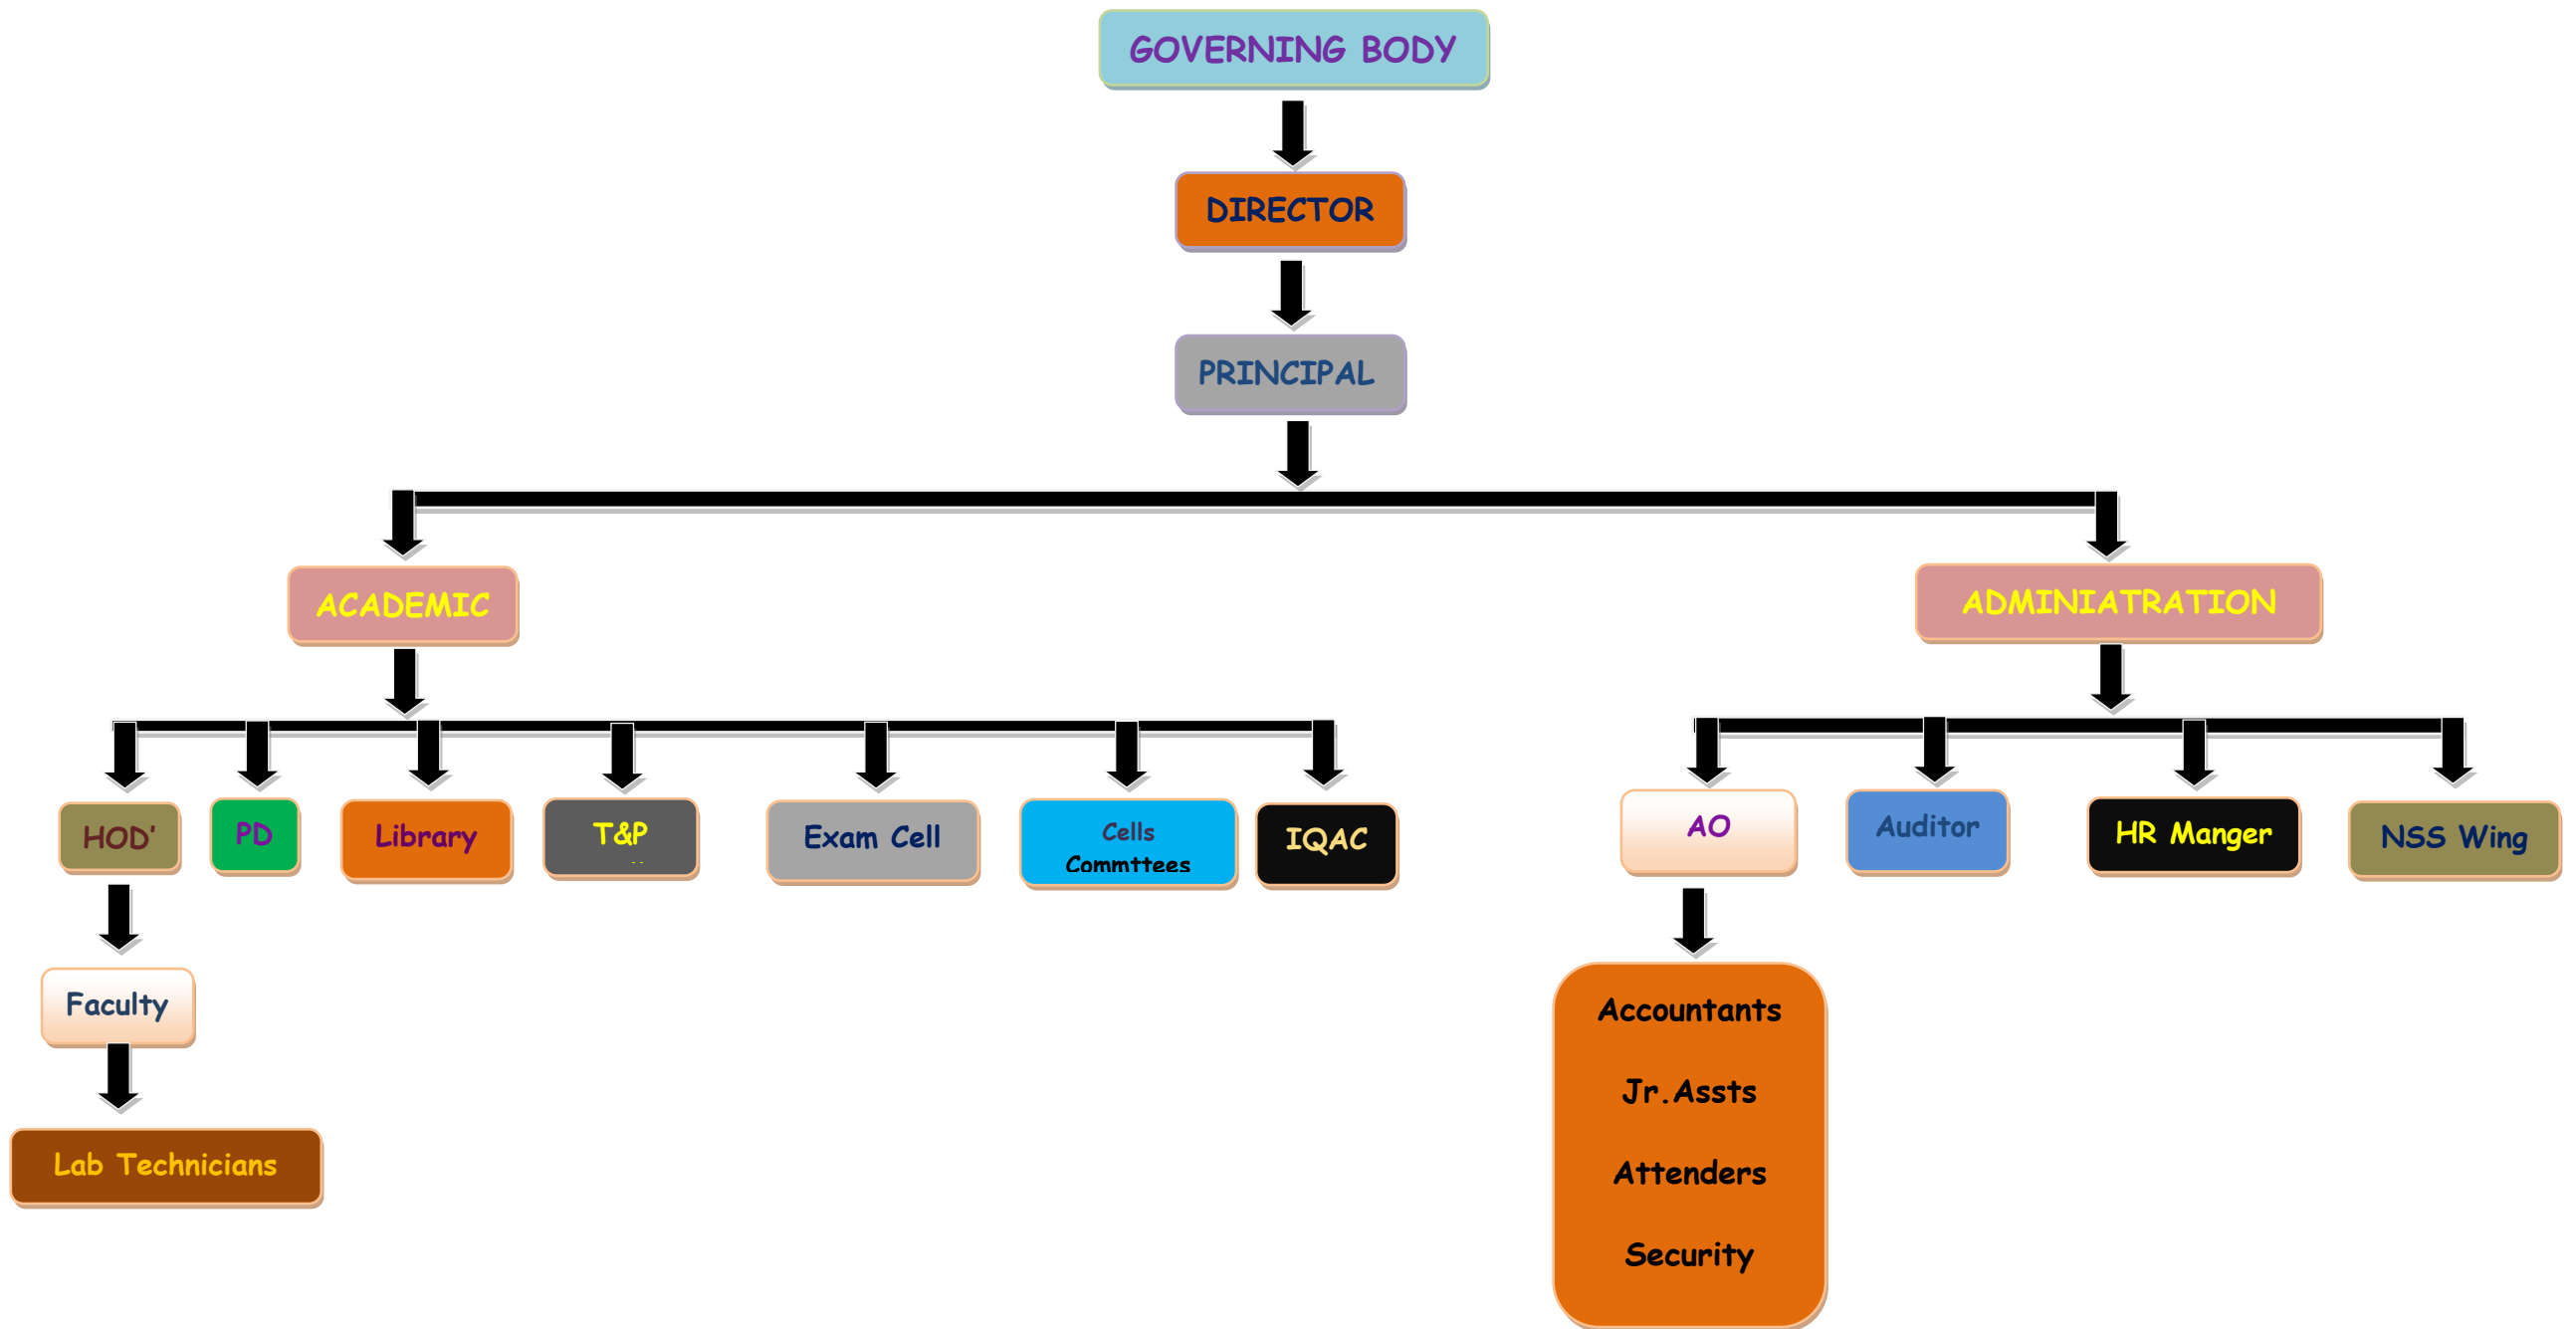 GOVERNING BODY
DIRECTOR
PRINCIPAL
ACADEMIC
ADMINIATRATION
HOD'
PD
Library
T&P
Exam Cell
Cells
Commttees
IQAC
AO
Auditor
HR Manger
NSS Wing
Faculty
Lab Technicians
Accountants
Jr.Assts
Attenders
Security